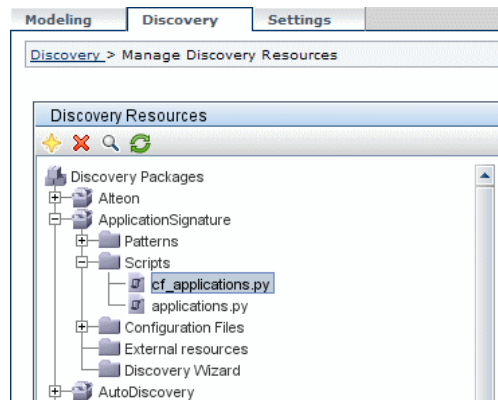 Modeling Discovery Settings
Discovery > Manage Discovery Resources
Discovery Resources
Discovery Packages
Alteon
ApplicationSignature
Patterns
Scripts
cf_applications.py
applications.py
Configuration Files
External resources
Discovery Wizard
AutoDiscovery